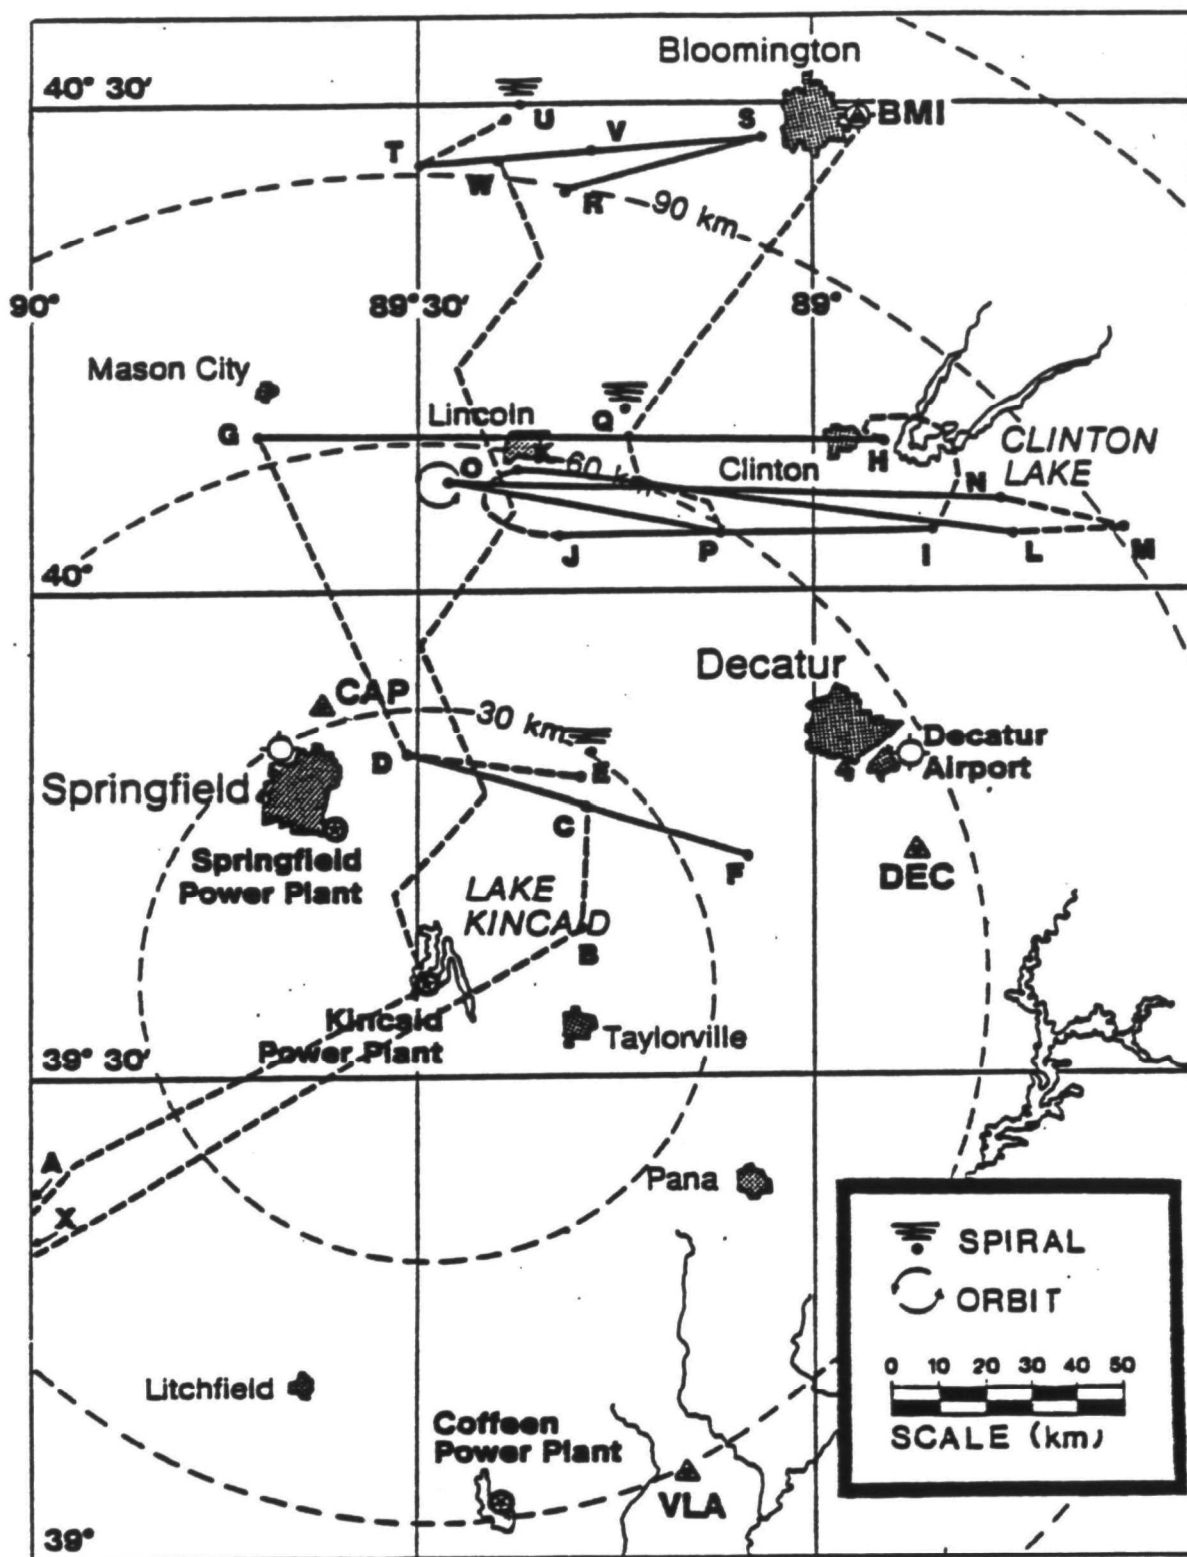 Bloomington
40° 30'
U
BMI
V
S
T
W
R
90 km
90°
89° 30'
89°
Mason City
Lincoln
Q
G
CLINTON
LAKE
H
O
60 km
Clinton
N
J
P
I
L
M
40°
Decatur
CAP
30 km
Decatur
Airport
D
E
Springfield
C
F
DEC
Springfield
Power Plant
LAKE
KINCAID
B
Kincaid
Power Plant
Taylorville
39° 30'
A
X
Pana
SPIRAL
ORBIT
0 10 20 30 40 50
SCALE (km)
Litchfield
Coffeen
Power Plant
VLA
39°